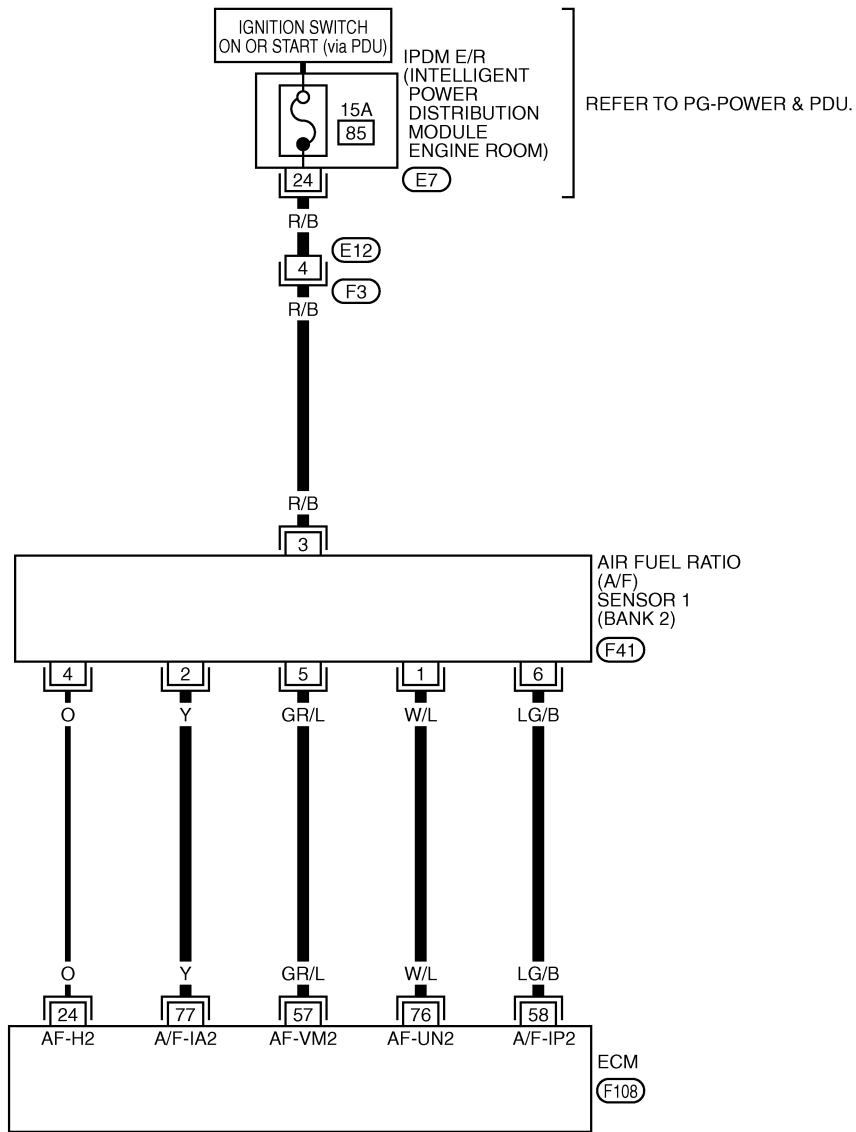 IGNITION SWITCH
ON OR START (via PDU)
IPDM E/R
(INTELLIGENT
POWER
DISTRIBUTION
MODULE
ENGINE ROOM)
REFER TO PG-POWER & PDU.
15A
85
24
E7
R/B
E12
4
F3
R/B
R/B
3
AIR FUEL RATIO
(A/F)
SENSOR 1
(BANK 2)
F41
4 2 5 1 6
O Y GR/L W/L LG/B
O Y GR/L W/L LG/B
24 77 57 76 58
AF-H2 A/F-IA2 AF-VM2 AF-UN2 A/F-IP2
ECM
F108